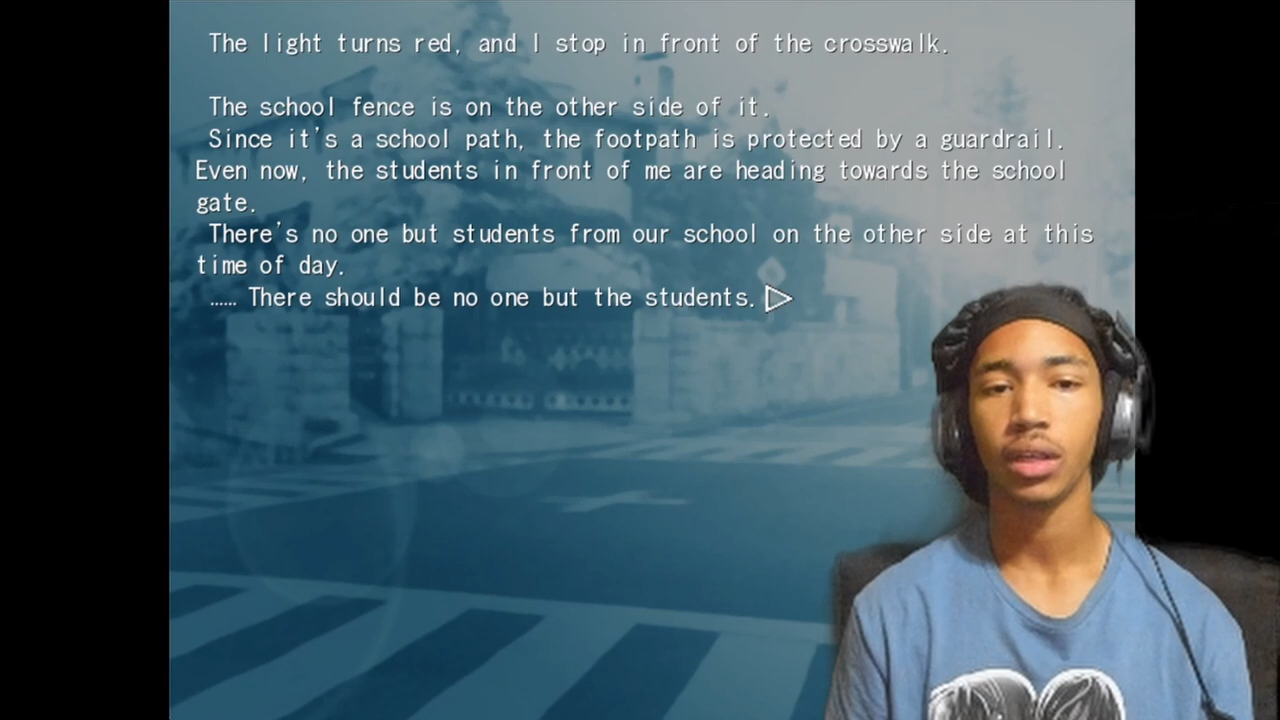 The light turns red, and I stop in front of the crosswalk.
The school fence is on the other side of it.
Since it's a school path, the footpath is protected by a guardrail.
Even now, the students in front of me are heading towards the school
gate.
There's no one but students from our school on the other side at this
time of day.
…… There should be no one but the students.